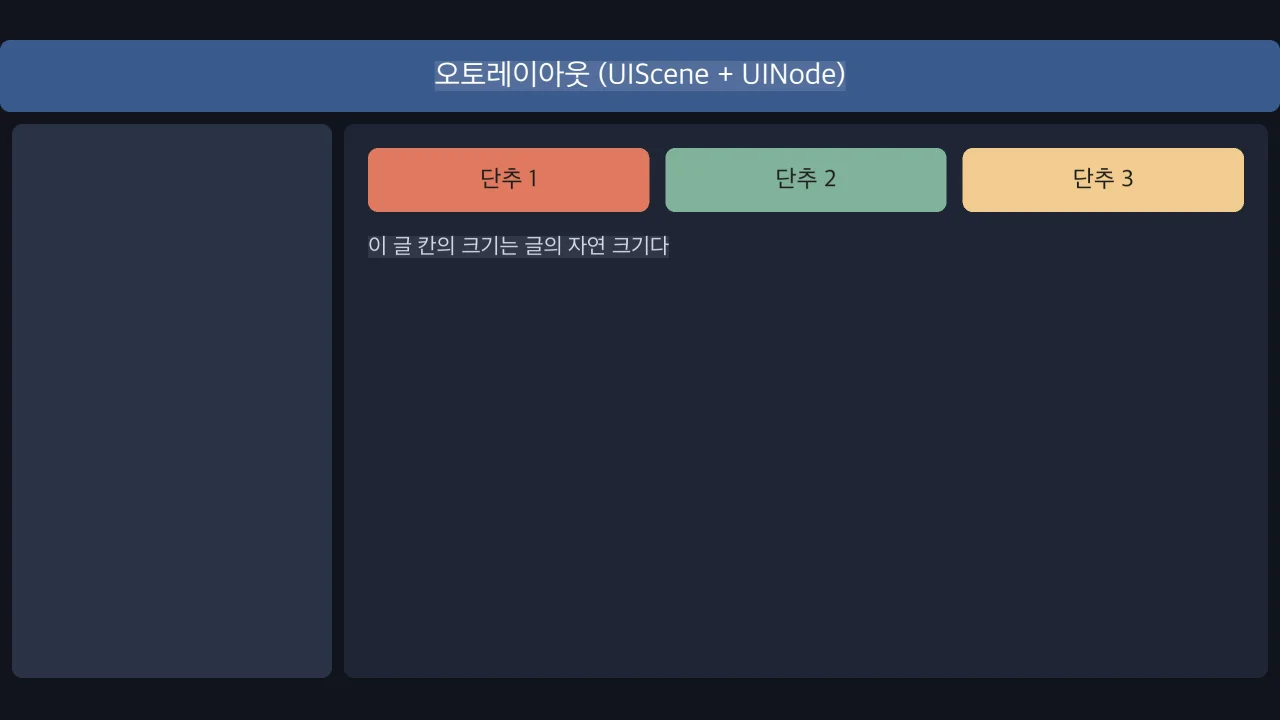 오토레이아웃 (UIScene + UINode)
단추 1
단추 2
단추 3
이 글 칸의 크기는 글의 자연 크기다